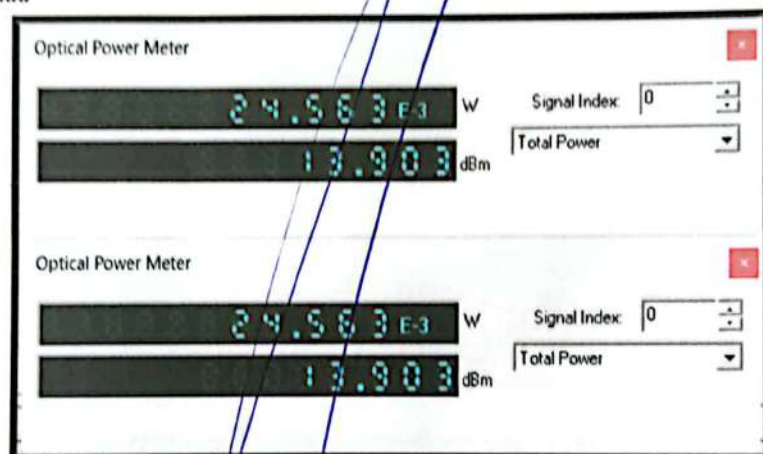 Optical Power Meter
24.563 E-3 W
Signal Index: 0
13.903 dBm
Total Power
Optical Power Meter
24.563 E-3 W
Signal Index: 0
13.903 dBm
Total Power